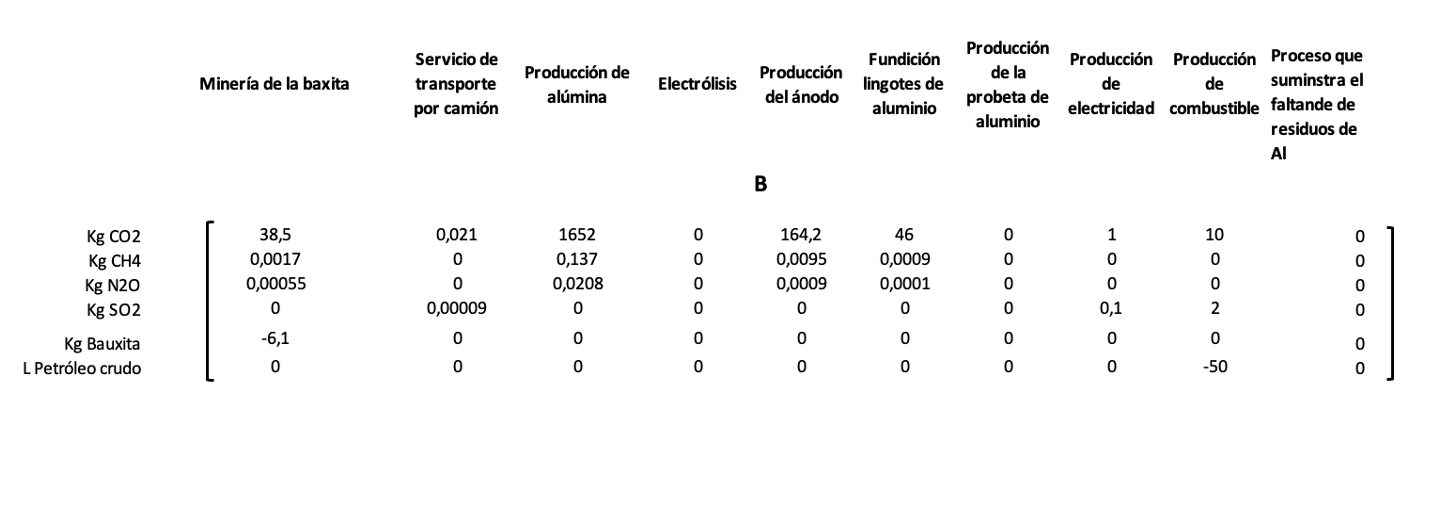 Minería de la baxita
Servicio de
transporte
por camión
Producción de
alúmina
Electrólisis
Producción
del ánodo
Fundición
lingotes de
aluminio
Producción
de la
probeta de
aluminio
Producción
de
electricidad
Producción
de
combustible
Proceso que
suminstra el
faltande de
residuos de
Al
B
Kg CO2 38,5 0,021 1652 0 164,2 46 0 1 10 0
Kg CH4 0,0017 0 0,137 0 0,0095 0,0009 0 0 0 0
Kg N2O 0,00055 0 0,0208 0 0,0009 0,0001 0 0 0 0
Kg SO2 0 0,00009 0 0 0 0 0 0,1 2 0
Kg Bauxita -6,1 0 0 0 0 0 0 0 0 0
L Petróleo crudo 0 0 0 0 0 0 0 0 -50 0